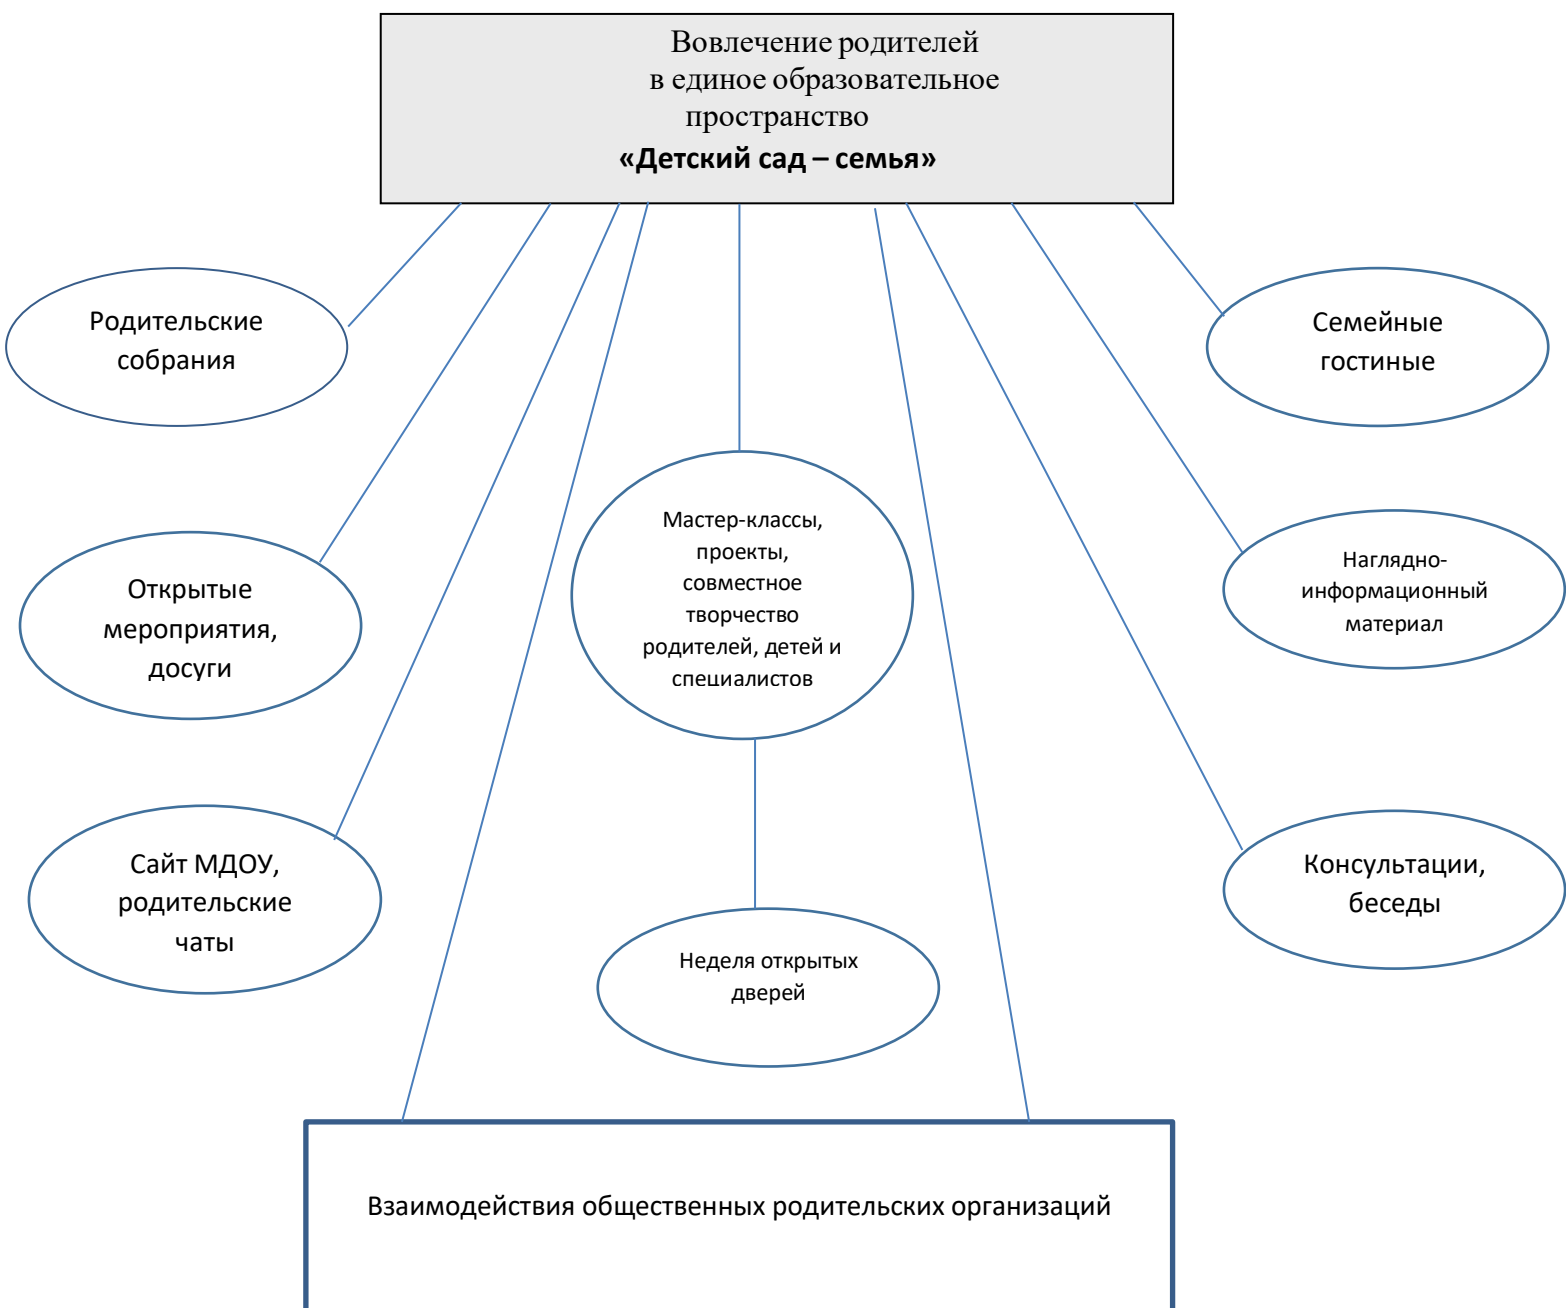 Вовлечение родителей
в единое образовательное
пространство
«Детский сад – семья»
Родительские
собрания
Семейные
гостиные
Мастер-классы,
проекты,
совместное
творчество
родителей, детей и
специалистов
Открытые
мероприятия,
досуги
Наглядно-
информационный
материал
Сайт МДОУ,
родительские
чаты
Консультации,
беседы
Неделя открытых
дверей
Взаимодействия общественных родительских организаций